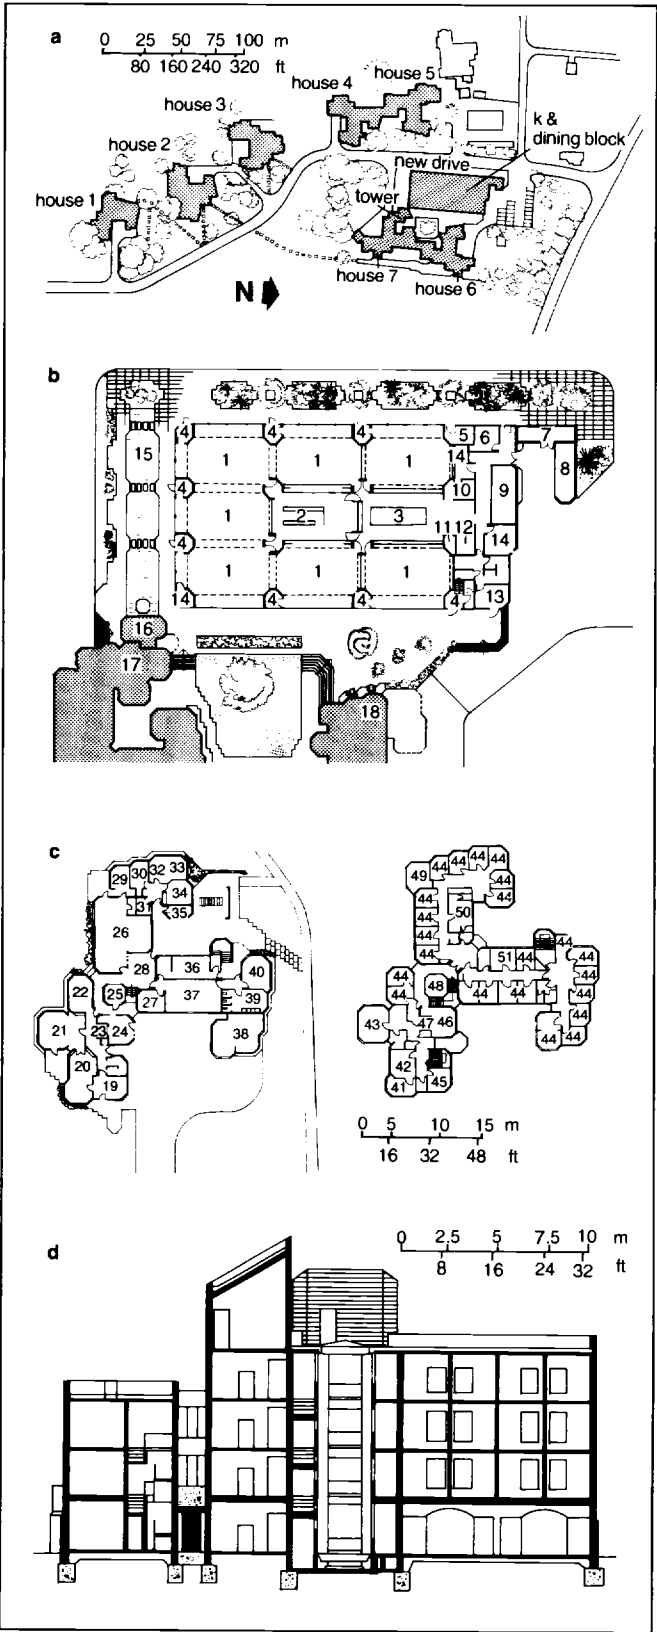 a
0 25 50 75 100 m
80 160 240 320 ft
house 5
house 4
house 3
k &
dining block
house 2
new drive
house 1
tower
N
house 7
house 6
b
4 4 4 5 6 7
15 1 1 1 14 8
4 10 9
1 2 3
11 12
4 14
1 1 1
14 4 4 4 13
16
17
18
c
29 30 32 33
31 34
35
26
28 36
40
22 25 27 37 39
21 23 24 38
20
19
44 44 44 44
49 44
44 44
44 50
44 44
44 51 44 44
44 48 44
44 44 44 44
43 47 46 44 44
42
41 45
0 5 10 15 m
16 32 48 ft
d
0 2.5 5 7.5 10 m
8 16 24 32 ft